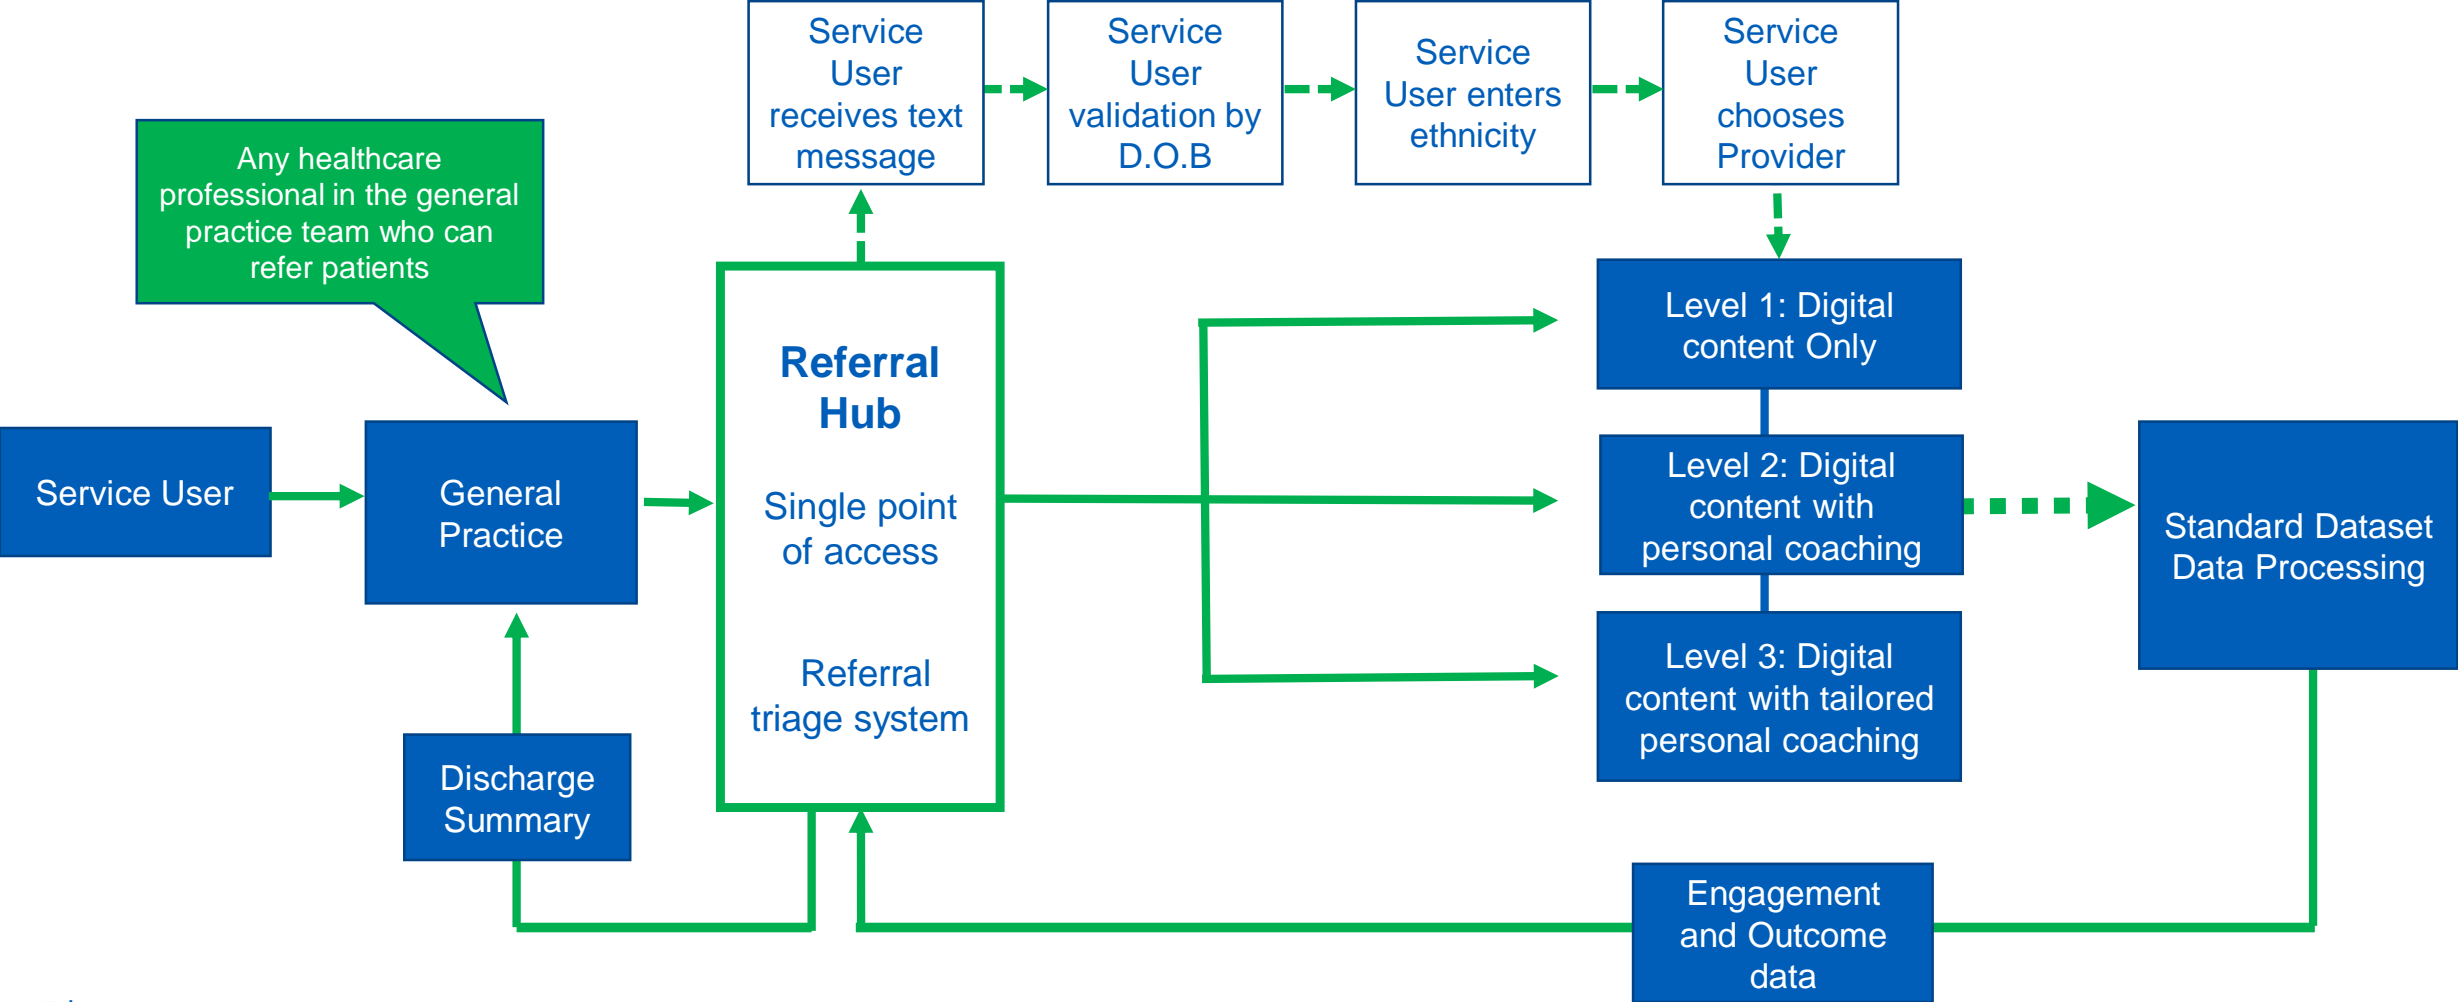 Service
User
receives text
message
Service
User
validation by
D.O.B
Service
User enters
ethnicity
Service
User
chooses
Provider
Any healthcare
professional in the general
practice team who can
refer patients
Service User
General
Practice
Referral
Hub
Single point
of access
Referral
triage system
Level 1: Digital
content Only
Level 2: Digital
content with
personal coaching
Level 3: Digital
content with tailored
personal coaching
Standard Dataset
Data Processing
Discharge
Summary
Engagement
and Outcome
data